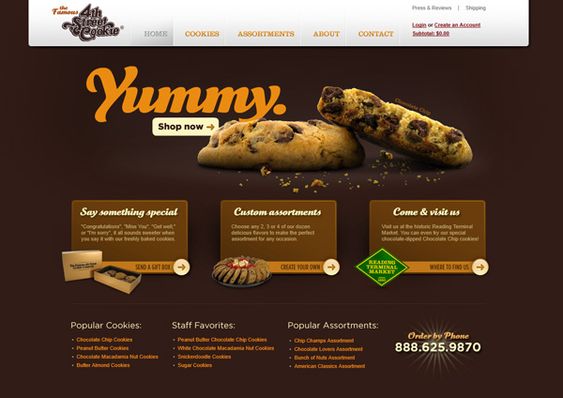 the
Famous
4th
Street
Cookie
Press & Reviews | Shipping
Login or Create an Account
Subtotal: $0.00
HOME COOKIES ASSORTMENTS ABOUT CONTACT
Yummy.
Shop now
Chocolate Chip
Say something special
"Congratulations", "Miss You", "Get well,"
or "I'm sorry", it all sounds sweeter when
you say it with our freshly baked cookies.
SEND A GIFT BOX
Custom assortments
Choose any 2, 3 or 4 of our dozen
delicious flavors to make the perfect
assortment for any occasion.
CREATE YOUR OWN
Come & visit us
Visit us at the historic Reading Terminal
Market. You can even try our special
chocolate-dipped Chocolate Chip cookies!
READING
TERMINAL
MARKET
WHERE TO FIND US
Popular Cookies:
Chocolate Chip Cookies
Peanut Butter Cookies
Chocolate Macadamia Nut Cookies
Butter Almond Cookies
Staff Favorites:
Peanut Butter Chocolate Chip Cookies
White Chocolate Macadamia Nut Cookies
Snickerdoodle Cookies
Sugar Cookies
Popular Assortments:
Chip Champs Assortment
Chocolate Lovers Assortment
Bunch of Nuts Assortment
American Classics Assortment
Order by Phone
888.625.9870